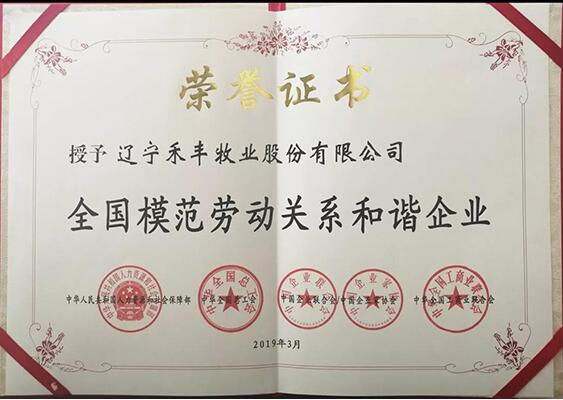 荣誉证书
授予 辽宁禾丰牧业股份有限公司
全国模范劳动关系和谐企业
中华人民共和国人力资源和社会保障部 中华全国总工会 中国企业联合会/中国企业家协会 中华全国工商业联合会
2019年3月